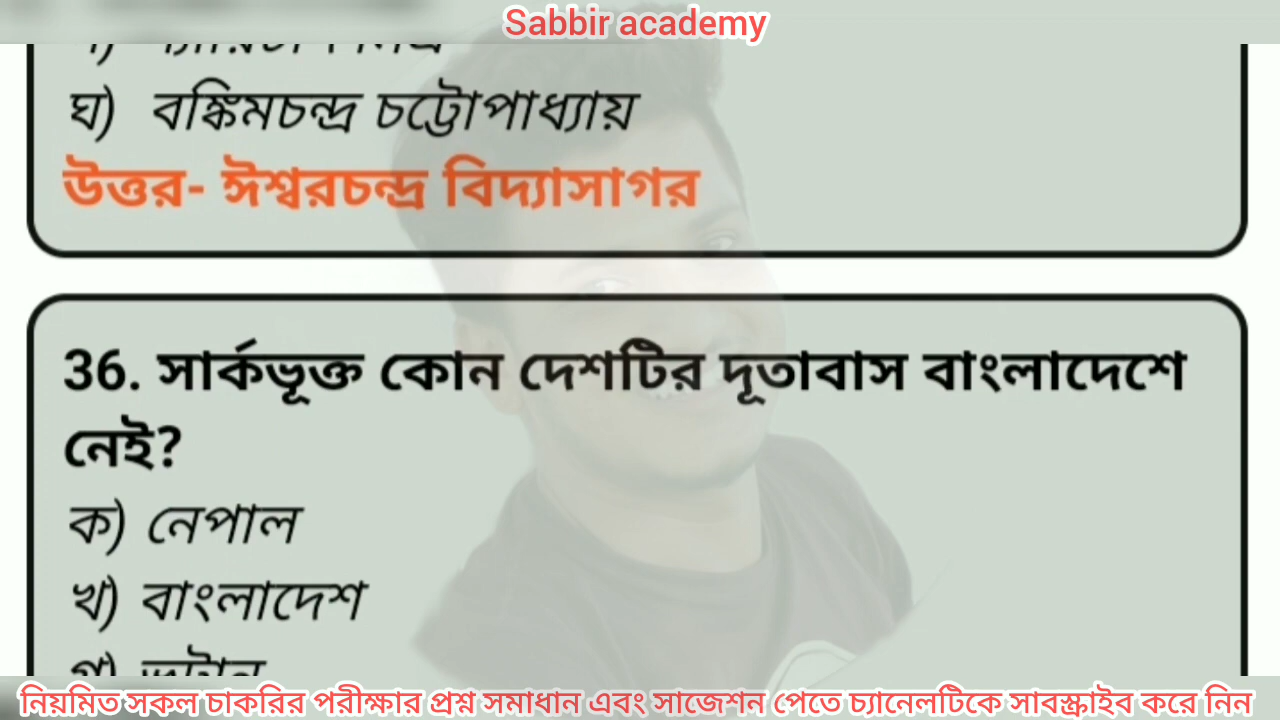 Sabbir academy
ঘ) বঙ্কিমচন্দ্র চট্টোপাধ্যায়
উত্তর- ঈশ্বরচন্দ্র বিদ্যাসাগর
36. সার্কভূক্ত কোন দেশটির দূতাবাস বাংলাদেশে
নেই?
ক) নেপাল
খ) বাংলাদেশ
নিয়মিত সকল চাকরির পরীক্ষার প্রশ্ন সমাধান এবং সাজেশন পেতে চ্যানেলটিকে সাবস্ক্রাইব করে নিন